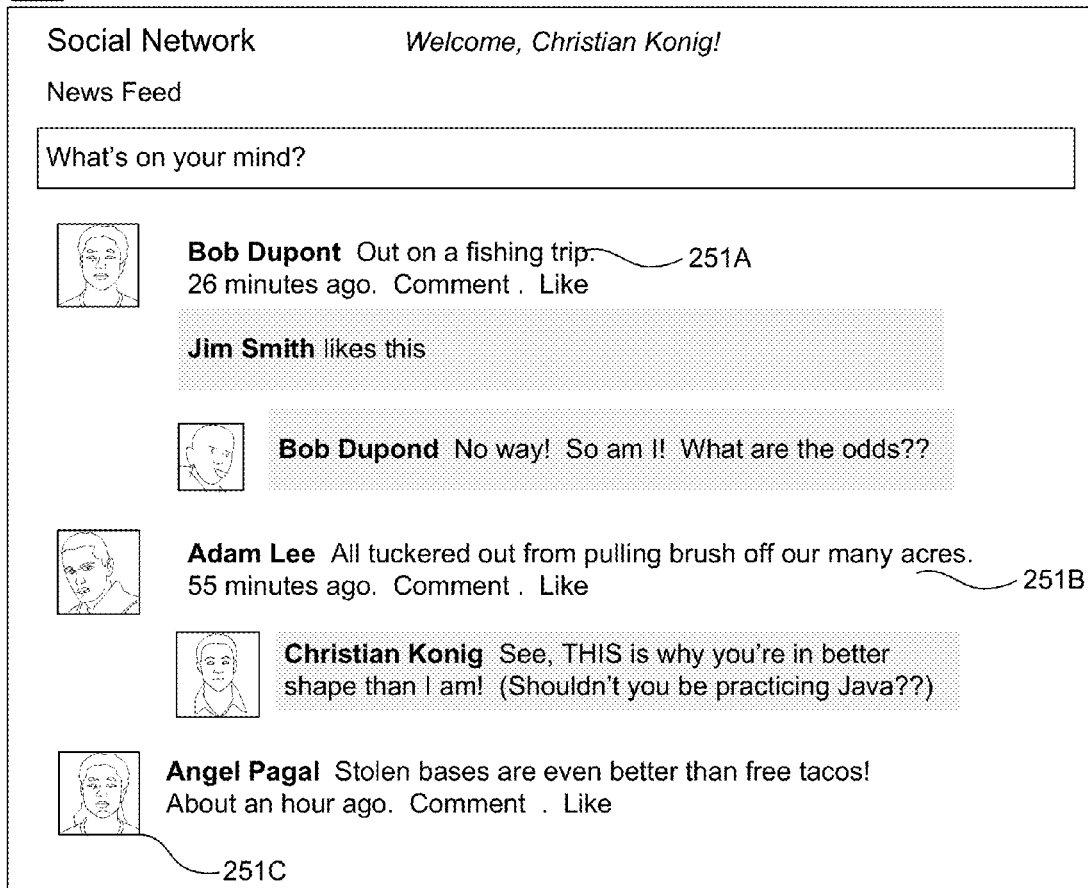 Social Network Welcome, Christian Konig!
News Feed
What's on your mind?
Bob Dupont Out on a fishing trip. 251A
26 minutes ago. Comment . Like
Jim Smith likes this
Bob Dupond No way! So am I! What are the odds??
Adam Lee All tuckered out from pulling brush off our many acres.
55 minutes ago. Comment . Like 251B
Christian Konig See, THIS is why you're in better
shape than I am! (Shouldn't you be practicing Java??)
Angel Pagal Stolen bases are even better than free tacos!
About an hour ago. Comment . Like
251C